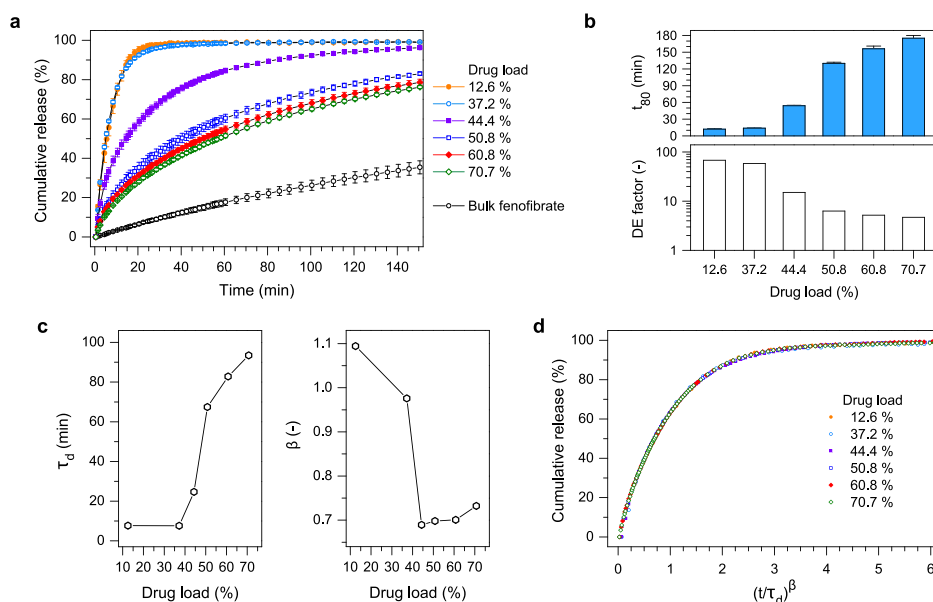 a
100
80
60
40
20
0
Cumulative release (%)
0 20 40 60 80 100 120 140
Time (min)
Drug load
12.6 %
37.2 %
44.4 %
50.8 %
60.8 %
70.7 %
Bulk fenofibrate
b
180
150
120
90
60
30
0
t80 (min)
100
10
1
DE factor (-)
12.6 37.2 44.4 50.8 60.8 70.7
Drug load (%)
c
100
80
60
40
20
0
τd (min)
10 20 30 40 50 60 70
Drug load (%)
1.1
1.0
0.9
0.8
0.7
β (-)
10 20 30 40 50 60 70
Drug load (%)
d
100
80
60
40
20
0
Cumulative release (%)
Drug load
12.6 %
37.2 %
44.4 %
50.8 %
60.8 %
70.7 %
0 1 2 3 4 5 6
(t/τd)β